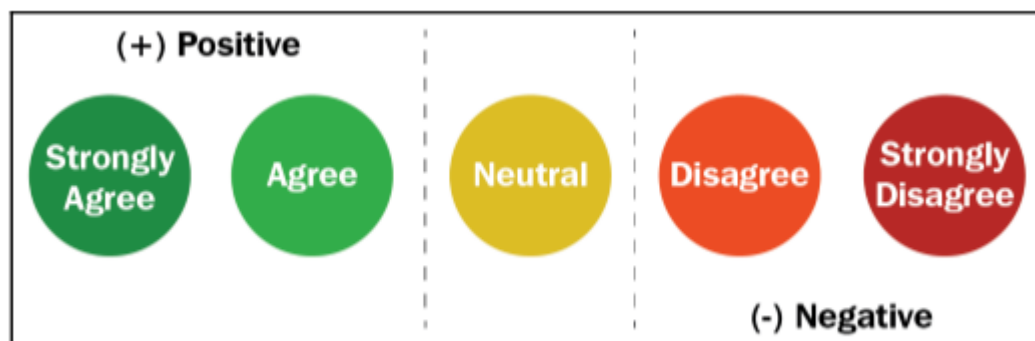 (+) Positive
Strongly
Agree
Agree
Neutral
Disagree
Strongly
Disagree
(-) Negative